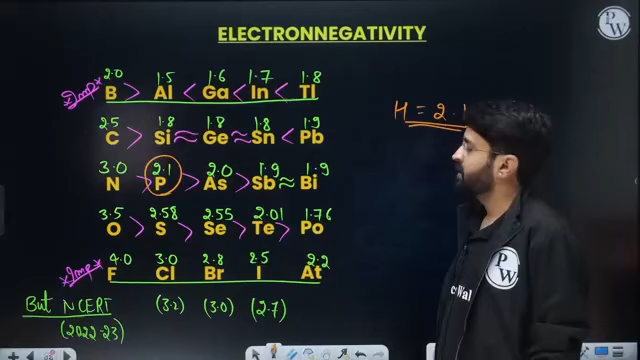 ELECTRONNEGATIVITY
P
W
2.0 1.5 1.6 1.7 1.8
*Imp* B > Al < Ga < In < Tl
H = 2.1
2.5 1.8 1.8 1.8 1.9
C > Si ≈ Ge ≈ Sn < Pb
3.0 2.1 2.0 1.9 1.9
N > P > As > Sb ≈ Bi
3.5 2.58 2.55 2.01 1.76
O > S > Se > Te > Po
4.0 3.0 2.8 2.5 2.2
*Imp* F Cl Br I At
P
W
But NCERT (3.2) (3.0) (2.7)
(2022-23)